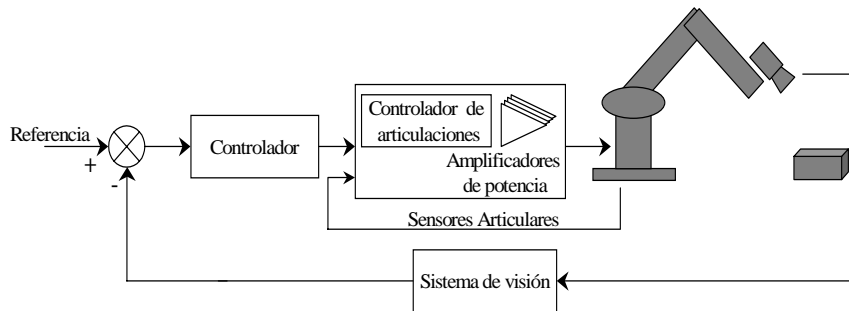 Referencia
+
-
Controlador
Controlador de
articulaciones
Amplificadores
de potencia
Sensores Articulares
Sistema de visión